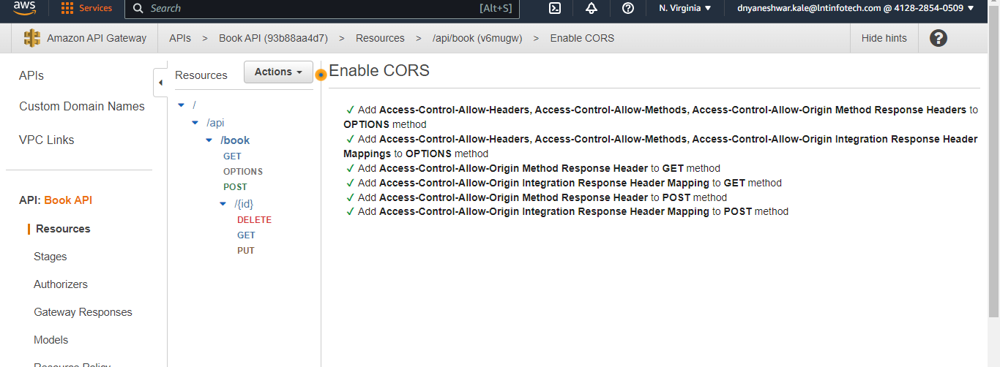 aws
Services
Search
[Alt+S]
N. Virginia
dnyaneshwar.kale@lntinfotech.com @ 4128-2854-0509
Amazon API Gateway
APIs > Book API (93b88aa4d7) > Resources > /api/book (v6mugw) > Enable CORS
Hide hints
?
APIs
Custom Domain Names
VPC Links
API: Book API
Resources
Stages
Authorizers
Gateway Responses
Models
Resource Policy
Resources
Actions
/
/api
/book
GET
OPTIONS
POST
/{id}
DELETE
GET
PUT
Enable CORS
✓ Add Access-Control-Allow-Headers, Access-Control-Allow-Methods, Access-Control-Allow-Origin Method Response Headers to
OPTIONS method
✓ Add Access-Control-Allow-Headers, Access-Control-Allow-Methods, Access-Control-Allow-Origin Integration Response Header
Mappings to OPTIONS method
✓ Add Access-Control-Allow-Origin Method Response Header to GET method
✓ Add Access-Control-Allow-Origin Integration Response Header Mapping to GET method
✓ Add Access-Control-Allow-Origin Method Response Header to POST method
✓ Add Access-Control-Allow-Origin Integration Response Header Mapping to POST method